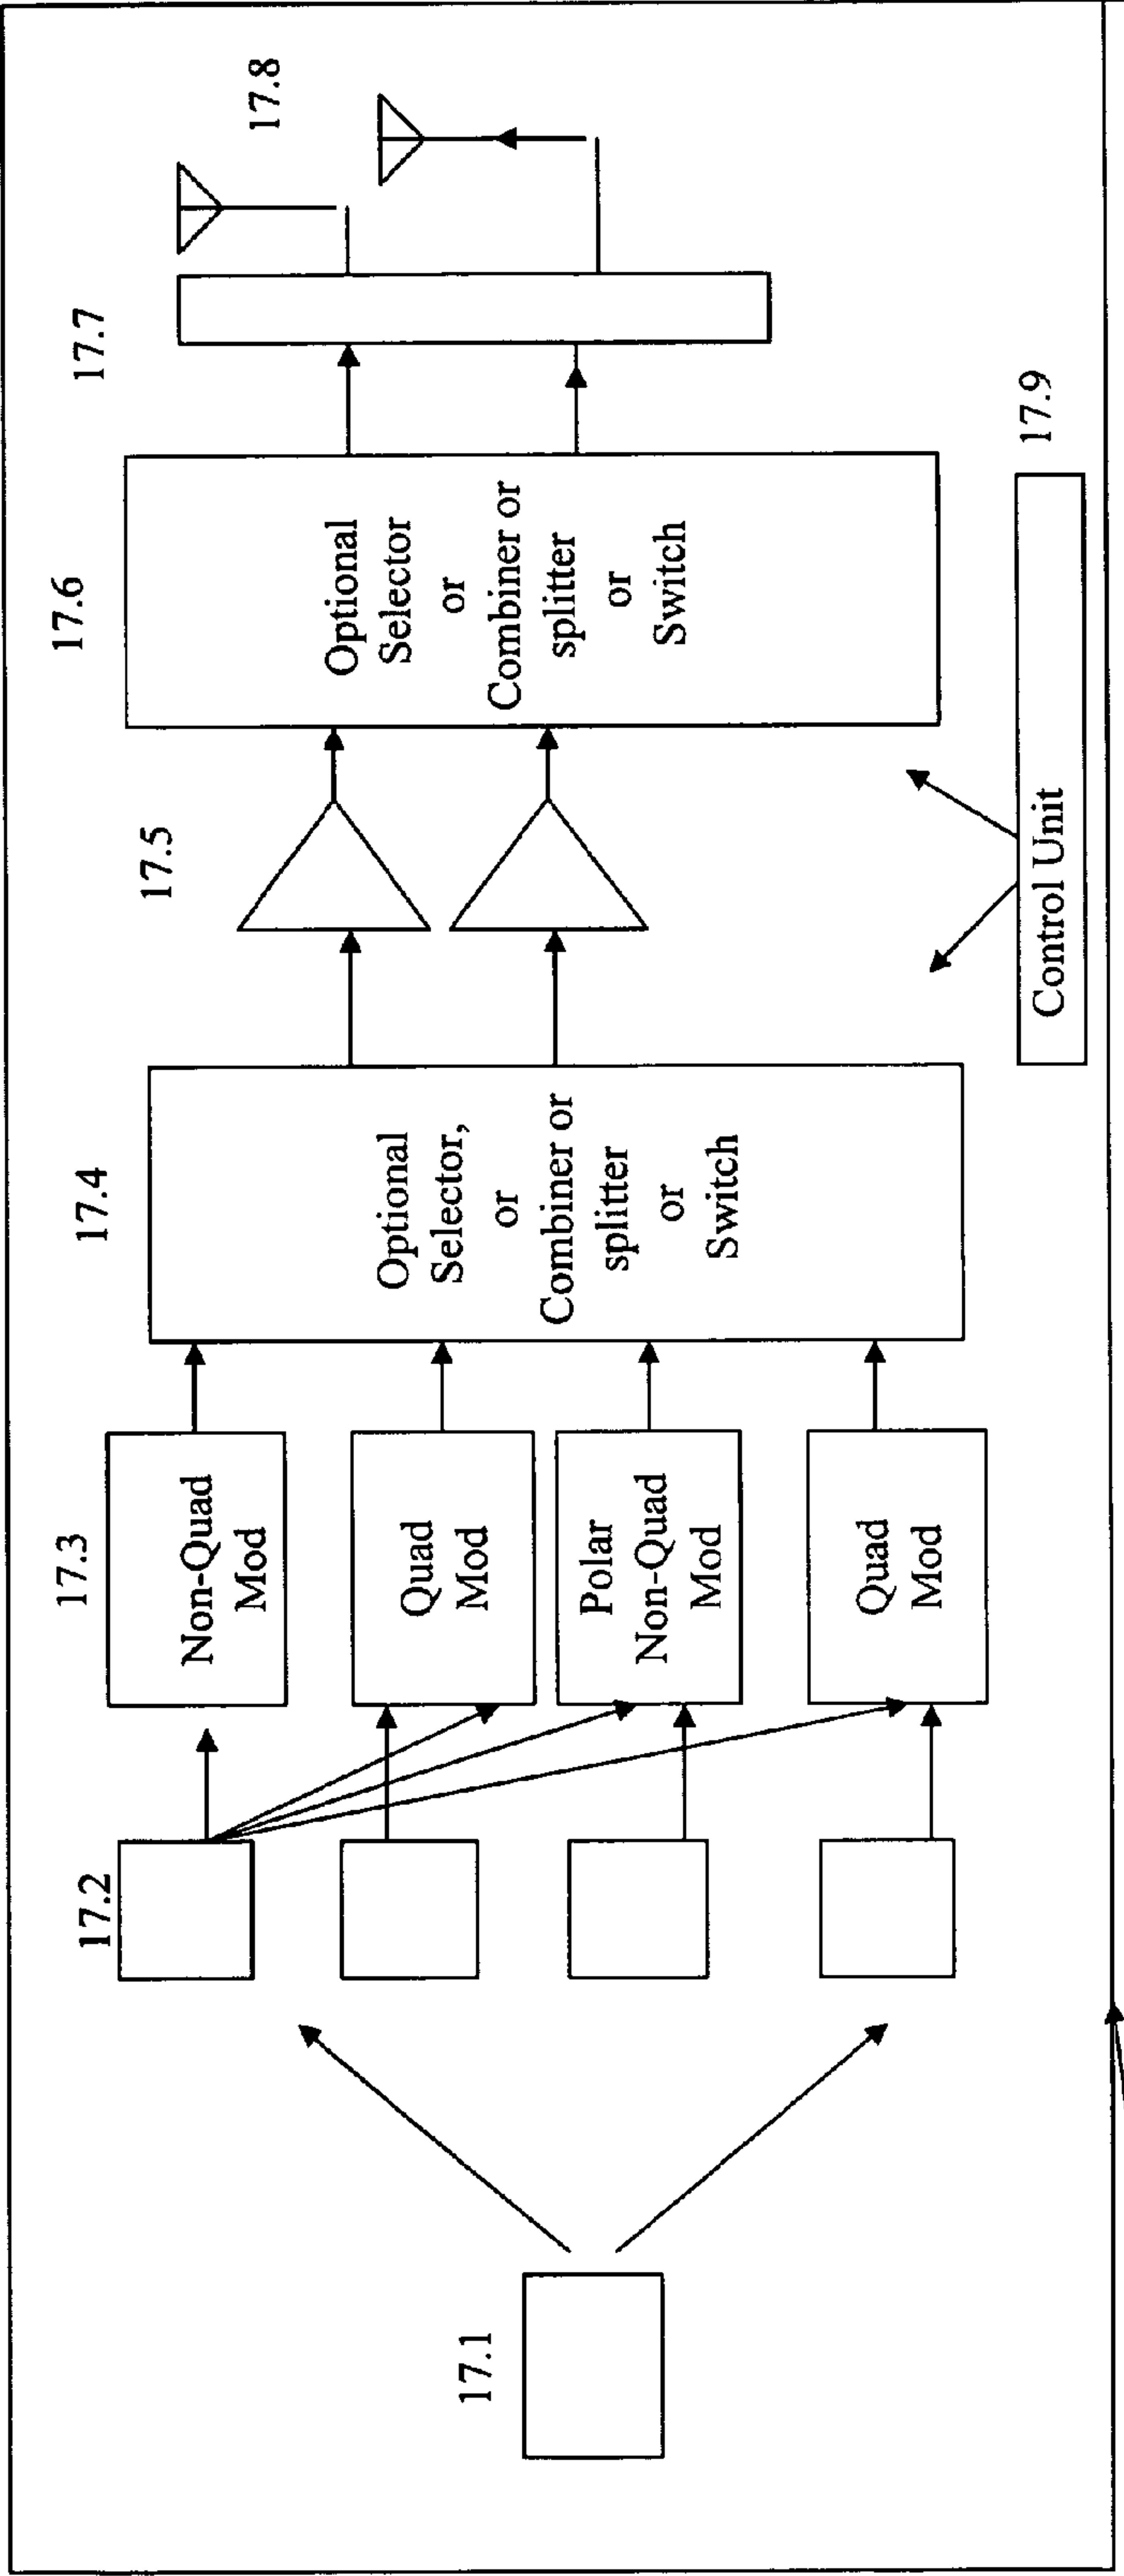 17.1
17.2
17.3
Non-Quad
Mod
Quad
Mod
Polar
Non-Quad
Mod
Quad
Mod
17.4
Optional
Selector,
or
Combiner or
splitter
or
Switch
17.5
17.6
Optional
Selector
or
Combiner or
splitter
or
Switch
17.7
17.8
Control Unit
17.9